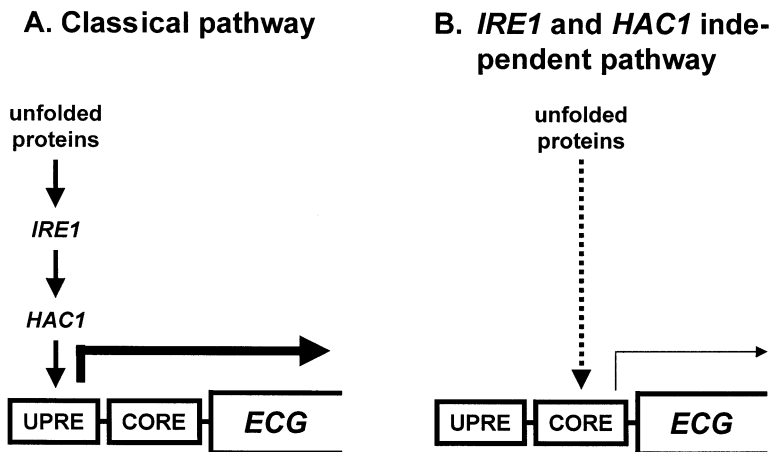 A. Classical pathway
unfolded
proteins
IRE1
HAC1
UPRE
CORE
ECG
B. IRE1 and HAC1 inde-
pendent pathway
unfolded
proteins
UPRE
CORE
ECG